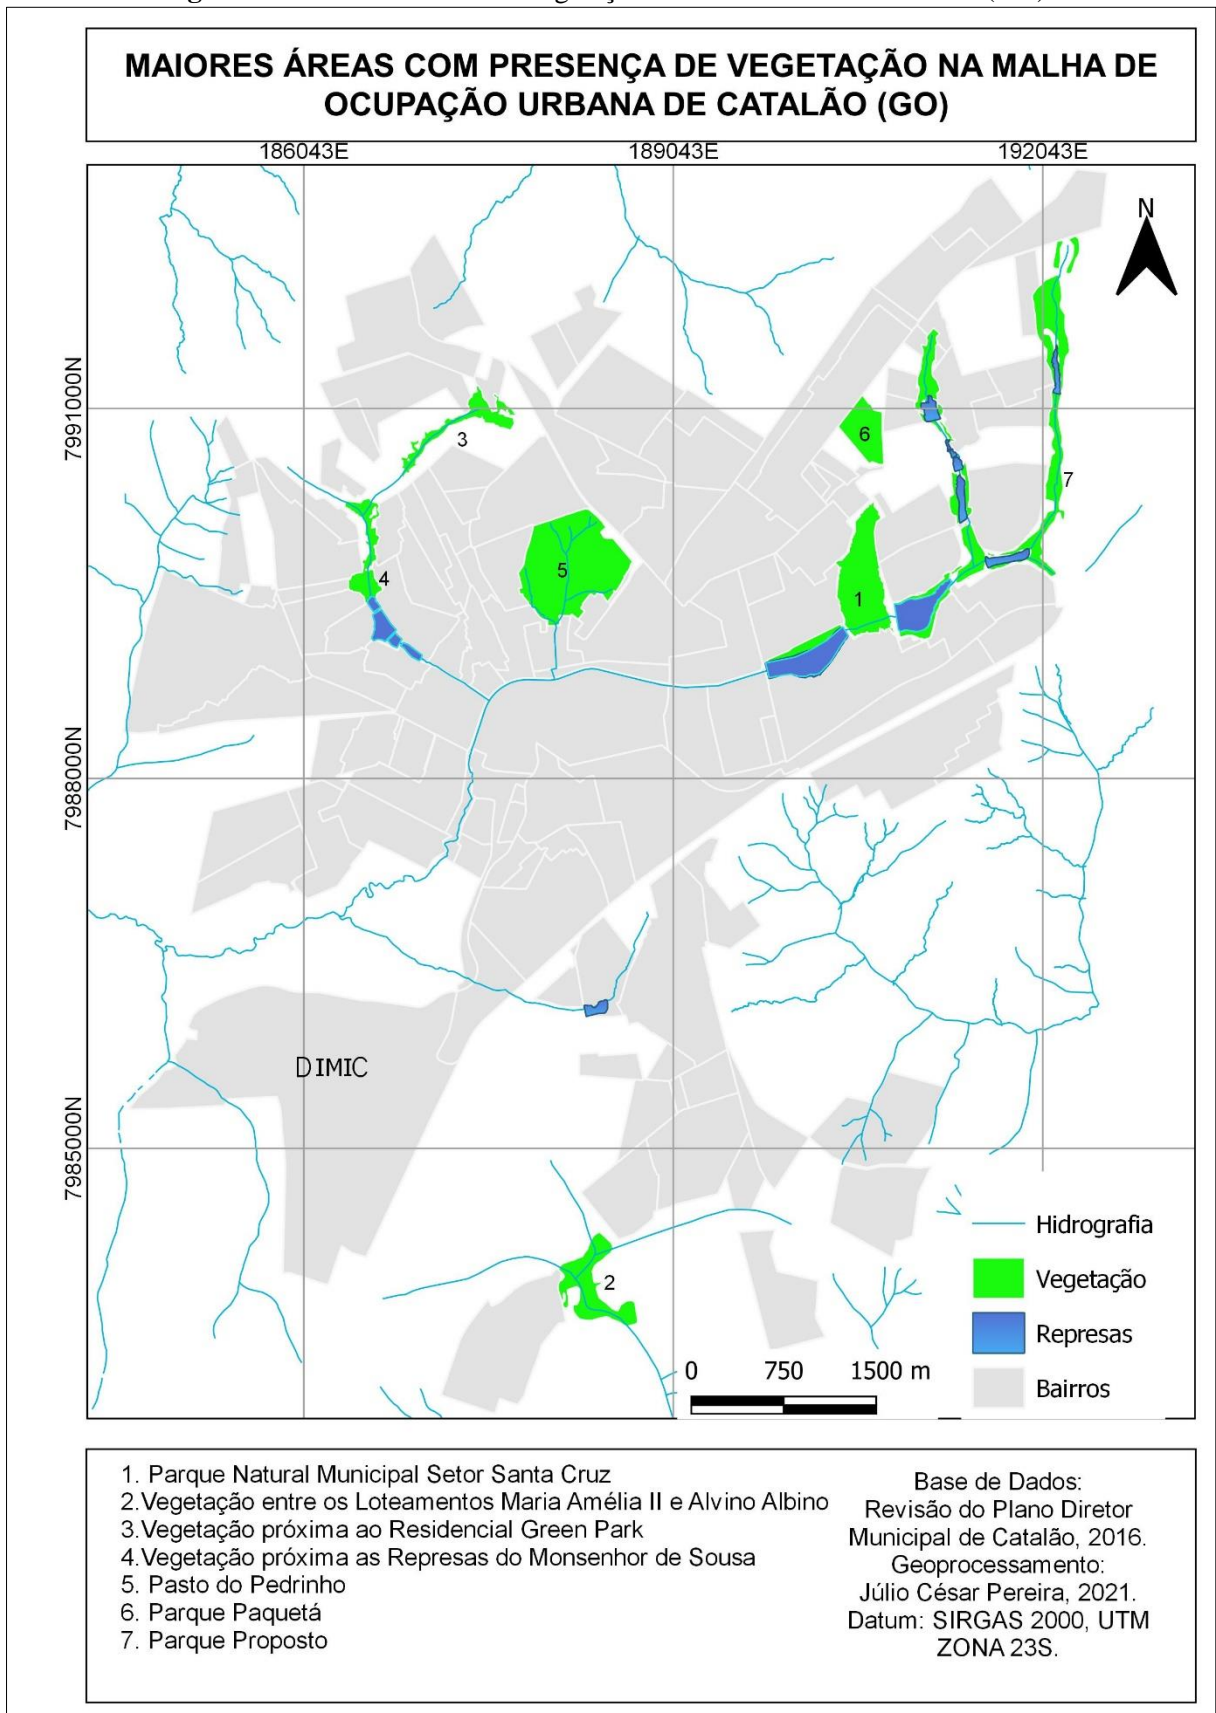 MAIORES ÁREAS COM PRESENÇA DE VEGETAÇÃO NA MALHA DE
OCUPAÇÃO URBANA DE CATALÃO (GO)
186043E
189043E
192043E
N
7991000N
7988000N
7985000N
3
6
7
4
5
1
DIMIC
2
Hidrografia
Vegetação
Represas
Bairros
0 750 1500 m
1. Parque Natural Municipal Setor Santa Cruz
2.Vegetação entre os Loteamentos Maria Amélia II e Alvino Albino
3.Vegetação próxima ao Residencial Green Park
4.Vegetação próxima as Represas do Monsenhor de Sousa
5. Pasto do Pedrinho
6. Parque Paquetá
7. Parque Proposto
Base de Dados:
Revisão do Plano Diretor
Municipal de Catalão, 2016.
Geoprocessamento:
Júlio César Pereira, 2021.
Datum: SIRGAS 2000, UTM
ZONA 23S.